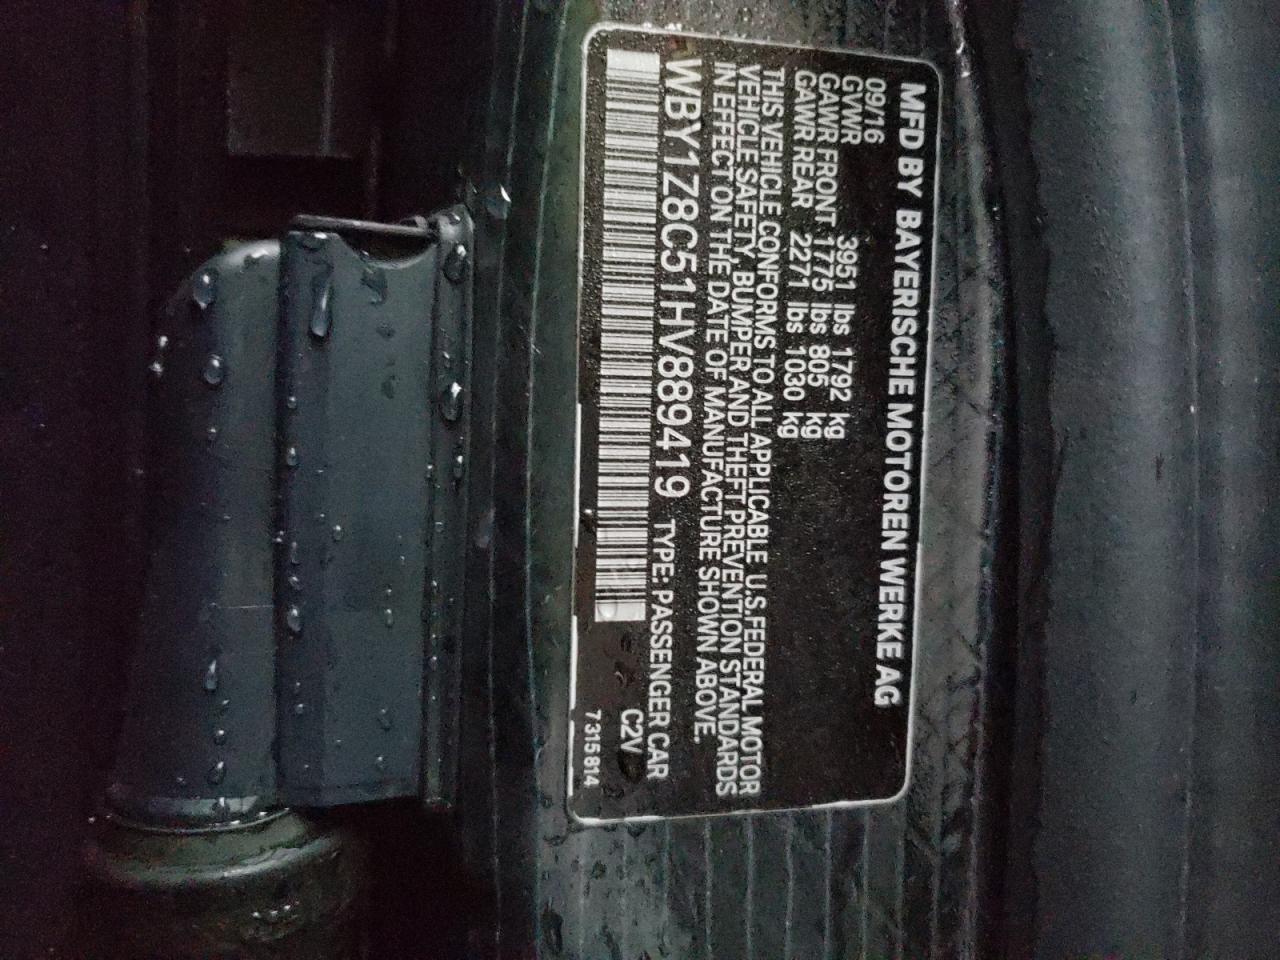 MFD BY BAYERISCHE MOTOREN WERKE AG
09/16
GVWR 3951 lbs 1792 kg
GAWR FRONT 1775 lbs 805 kg
GAWR REAR 2271 lbs 1030 kg
THIS VEHICLE CONFORMS TO ALL APPLICABLE U.S.FEDERAL MOTOR
VEHICLE SAFETY, BUMPER AND THEFT PREVENTION STANDARDS
IN EFFECT ON THE DATE OF MANUFACTURE SHOWN ABOVE.
WBY1Z8C51HV889419 TYPE: PASSENGER CAR
C2V
7315814